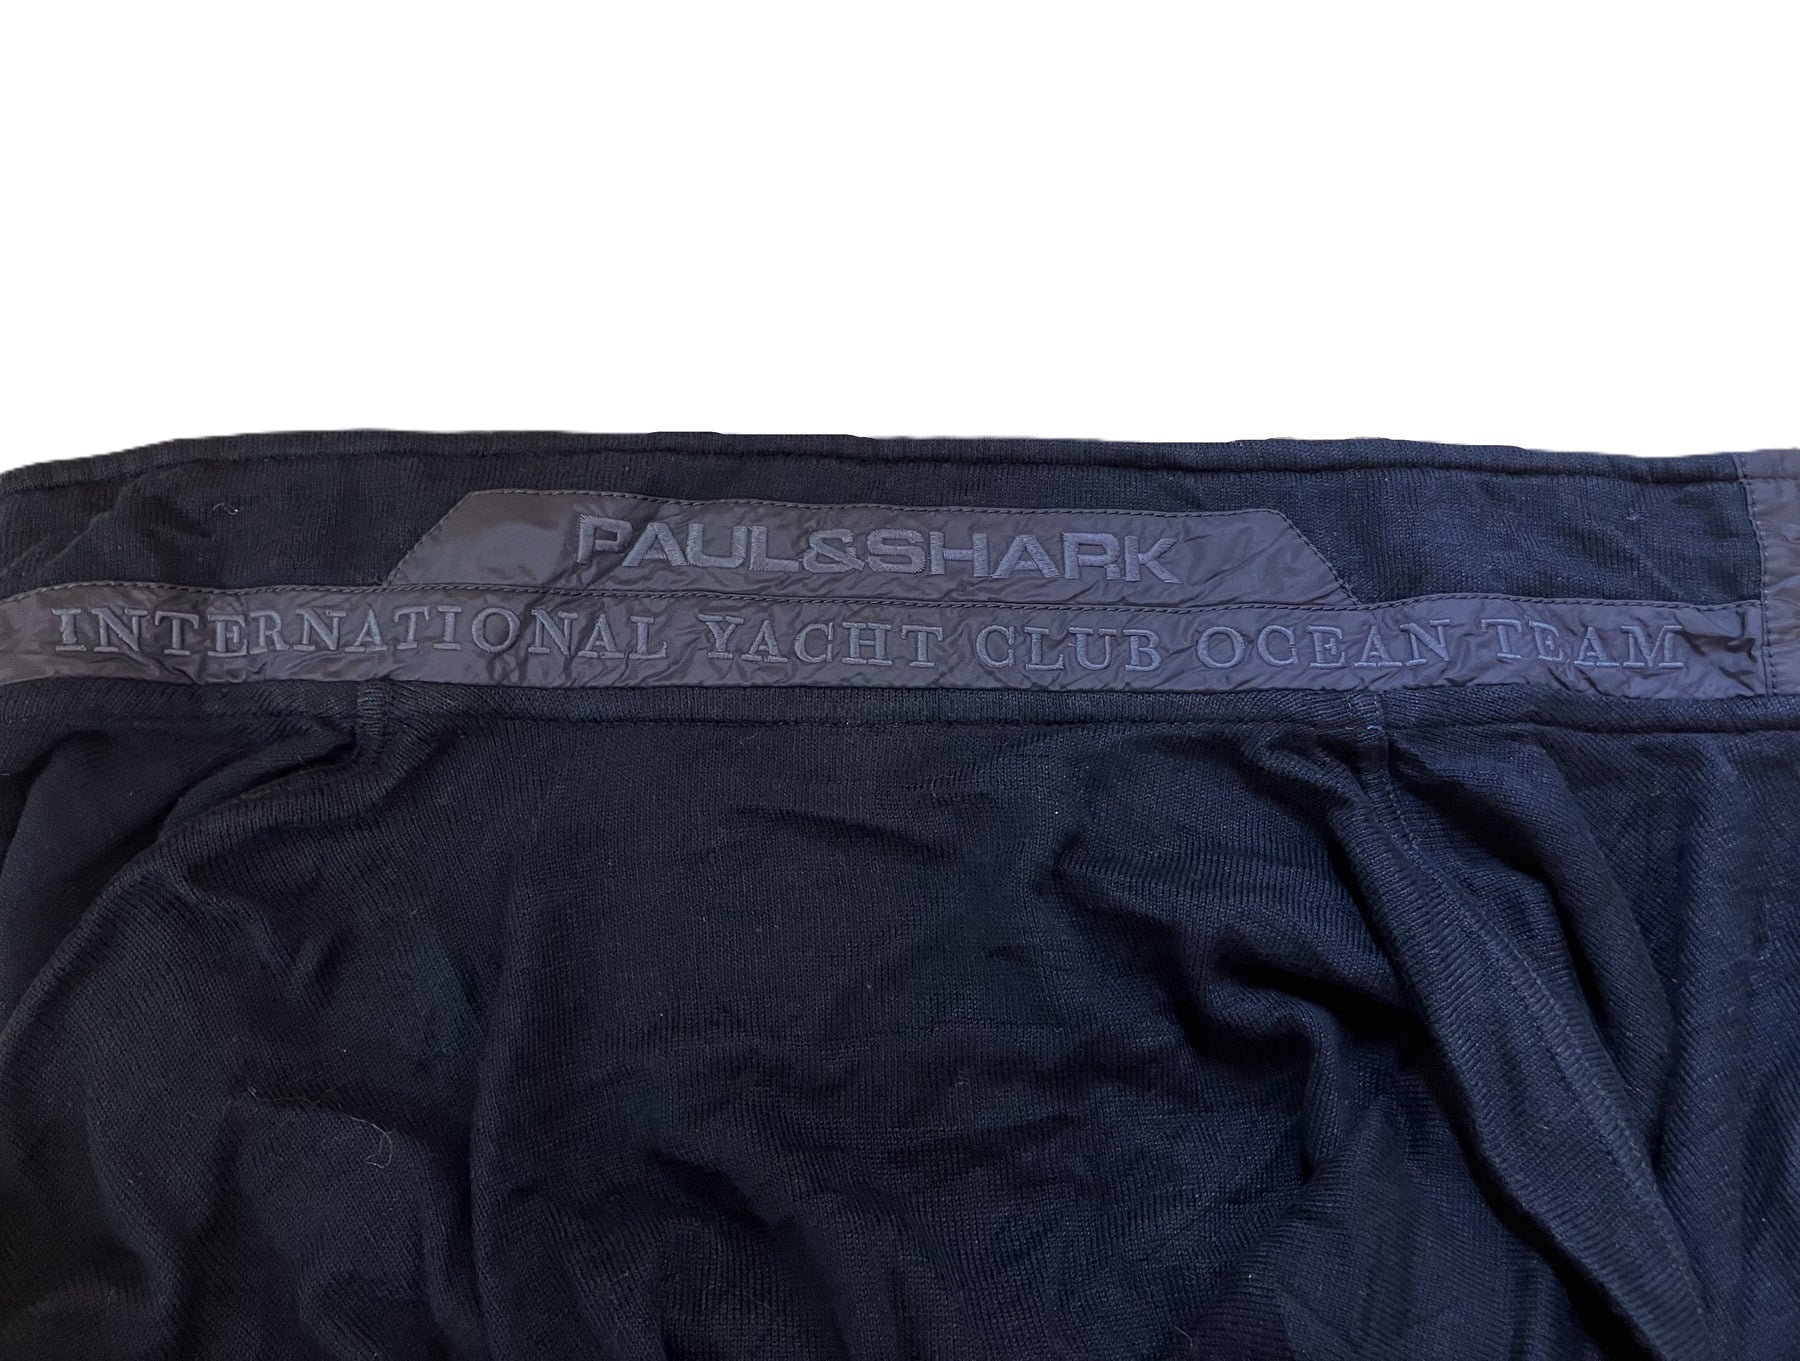 PAUL&SHARK
INTERNATIONAL YACHT CLUB OCEAN TEAM